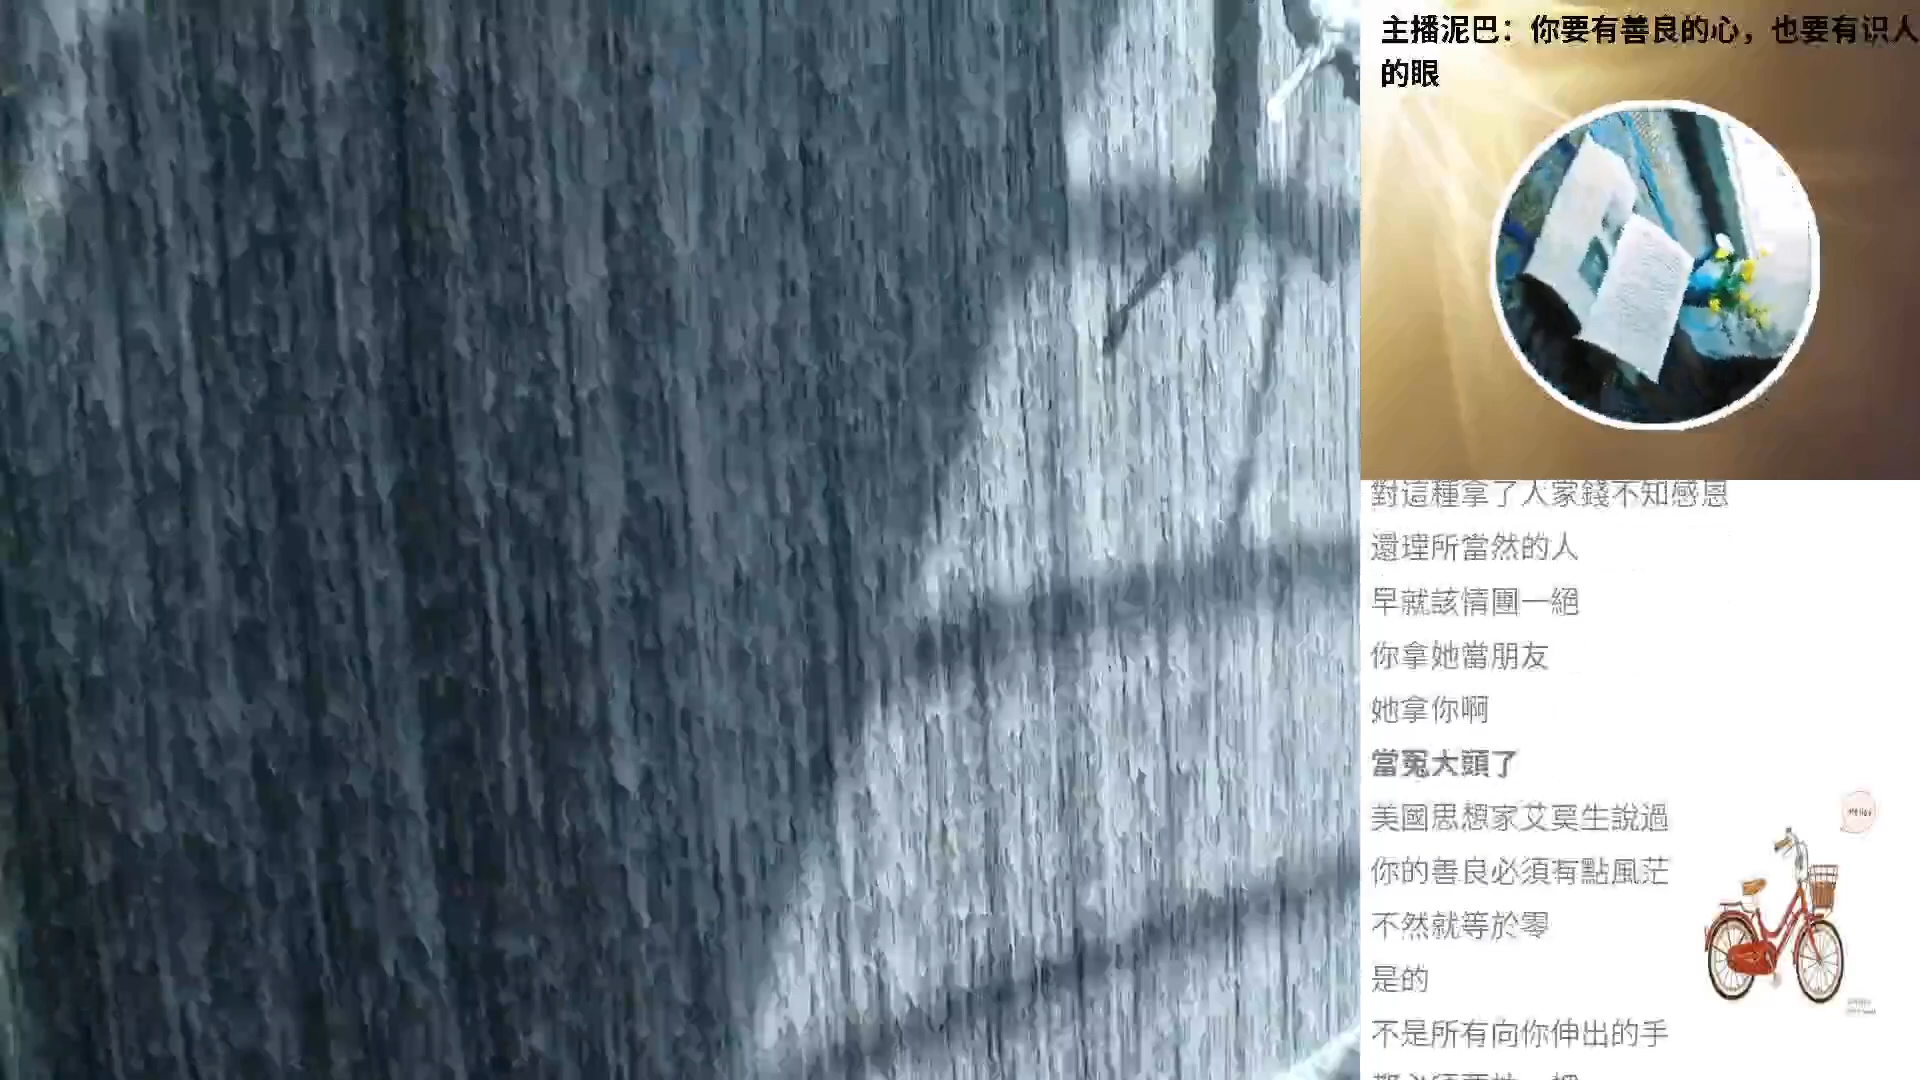 主播泥巴：你要有善良的心，也要有识人
的眼
對這種拿了人家錢不知感恩
還理所當然的人
早就該情團一絕
你拿她當朋友
她拿你啊
當冤大頭了
美國思想家艾莫生說過
你的善良必須有點風茫
不然就等於零
是的
不是所有向你伸出的手